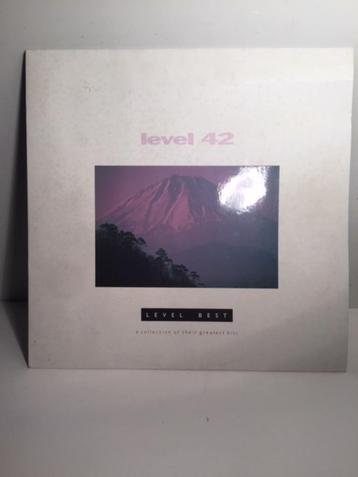 level 42
LEVEL BEST
a collection of their greatest hits